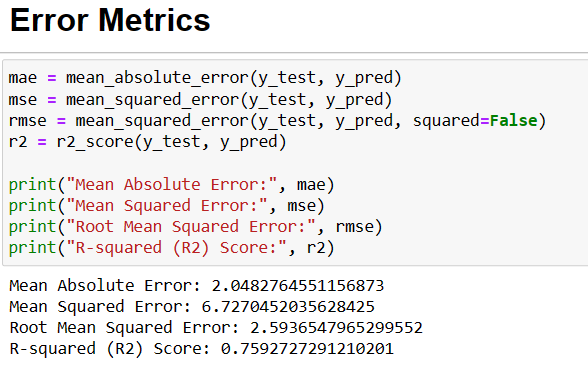 Error Metrics
mae = mean_absolute_error(y_test, y_pred)
mse = mean_squared_error(y_test, y_pred)
rmse = mean_squared_error(y_test, y_pred, squared=False)
r2 = r2_score(y_test, y_pred)
print("Mean Absolute Error:", mae)
print("Mean Squared Error:", mse)
print("Root Mean Squared Error:", rmse)
print("R-squared (R2) Score:", r2)
Mean Absolute Error: 2.0482764551156873
Mean Squared Error: 6.7270452035628425
Root Mean Squared Error: 2.5936547965299552
R-squared (R2) Score: 0.7592727291210201